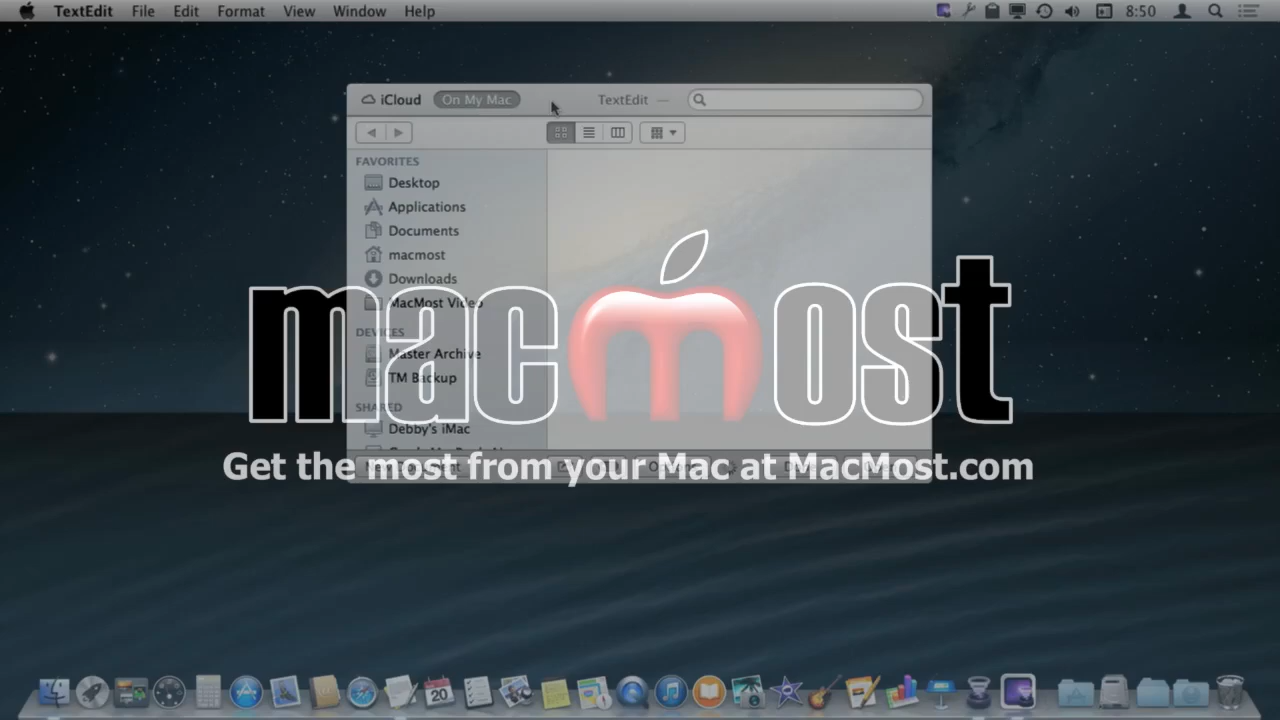 TextEdit File Edit Format View Window Help 8:50
iCloud On My Mac TextEdit —
FAVORITES
Desktop
Applications
Documents
macmost
Downloads
MacMost Video
DEVICES
Master Archive
TM Backup
SHARED
Debby's iMac
macmost
Get the most from your Mac at MacMost.com
20